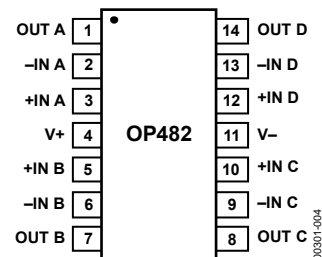 OUT A 1 14 OUT D
–IN A 2 13 –IN D
+IN A 3 12 +IN D
V+ 4 OP482 11 V–
+IN B 5 10 +IN C
–IN B 6 9 –IN C
OUT B 7 8 OUT C
00301-004